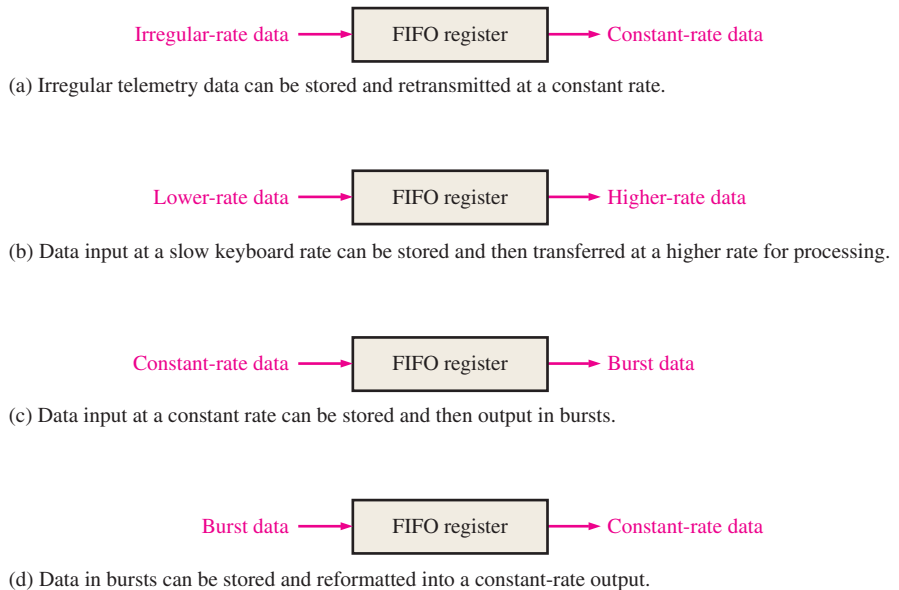 Irregular-rate data FIFO register Constant-rate data
(a) Irregular telemetry data can be stored and retransmitted at a constant rate.
Lower-rate data FIFO register Higher-rate data
(b) Data input at a slow keyboard rate can be stored and then transferred at a higher rate for processing.
Constant-rate data FIFO register Burst data
(c) Data input at a constant rate can be stored and then output in bursts.
Burst data FIFO register Constant-rate data
(d) Data in bursts can be stored and reformatted into a constant-rate output.